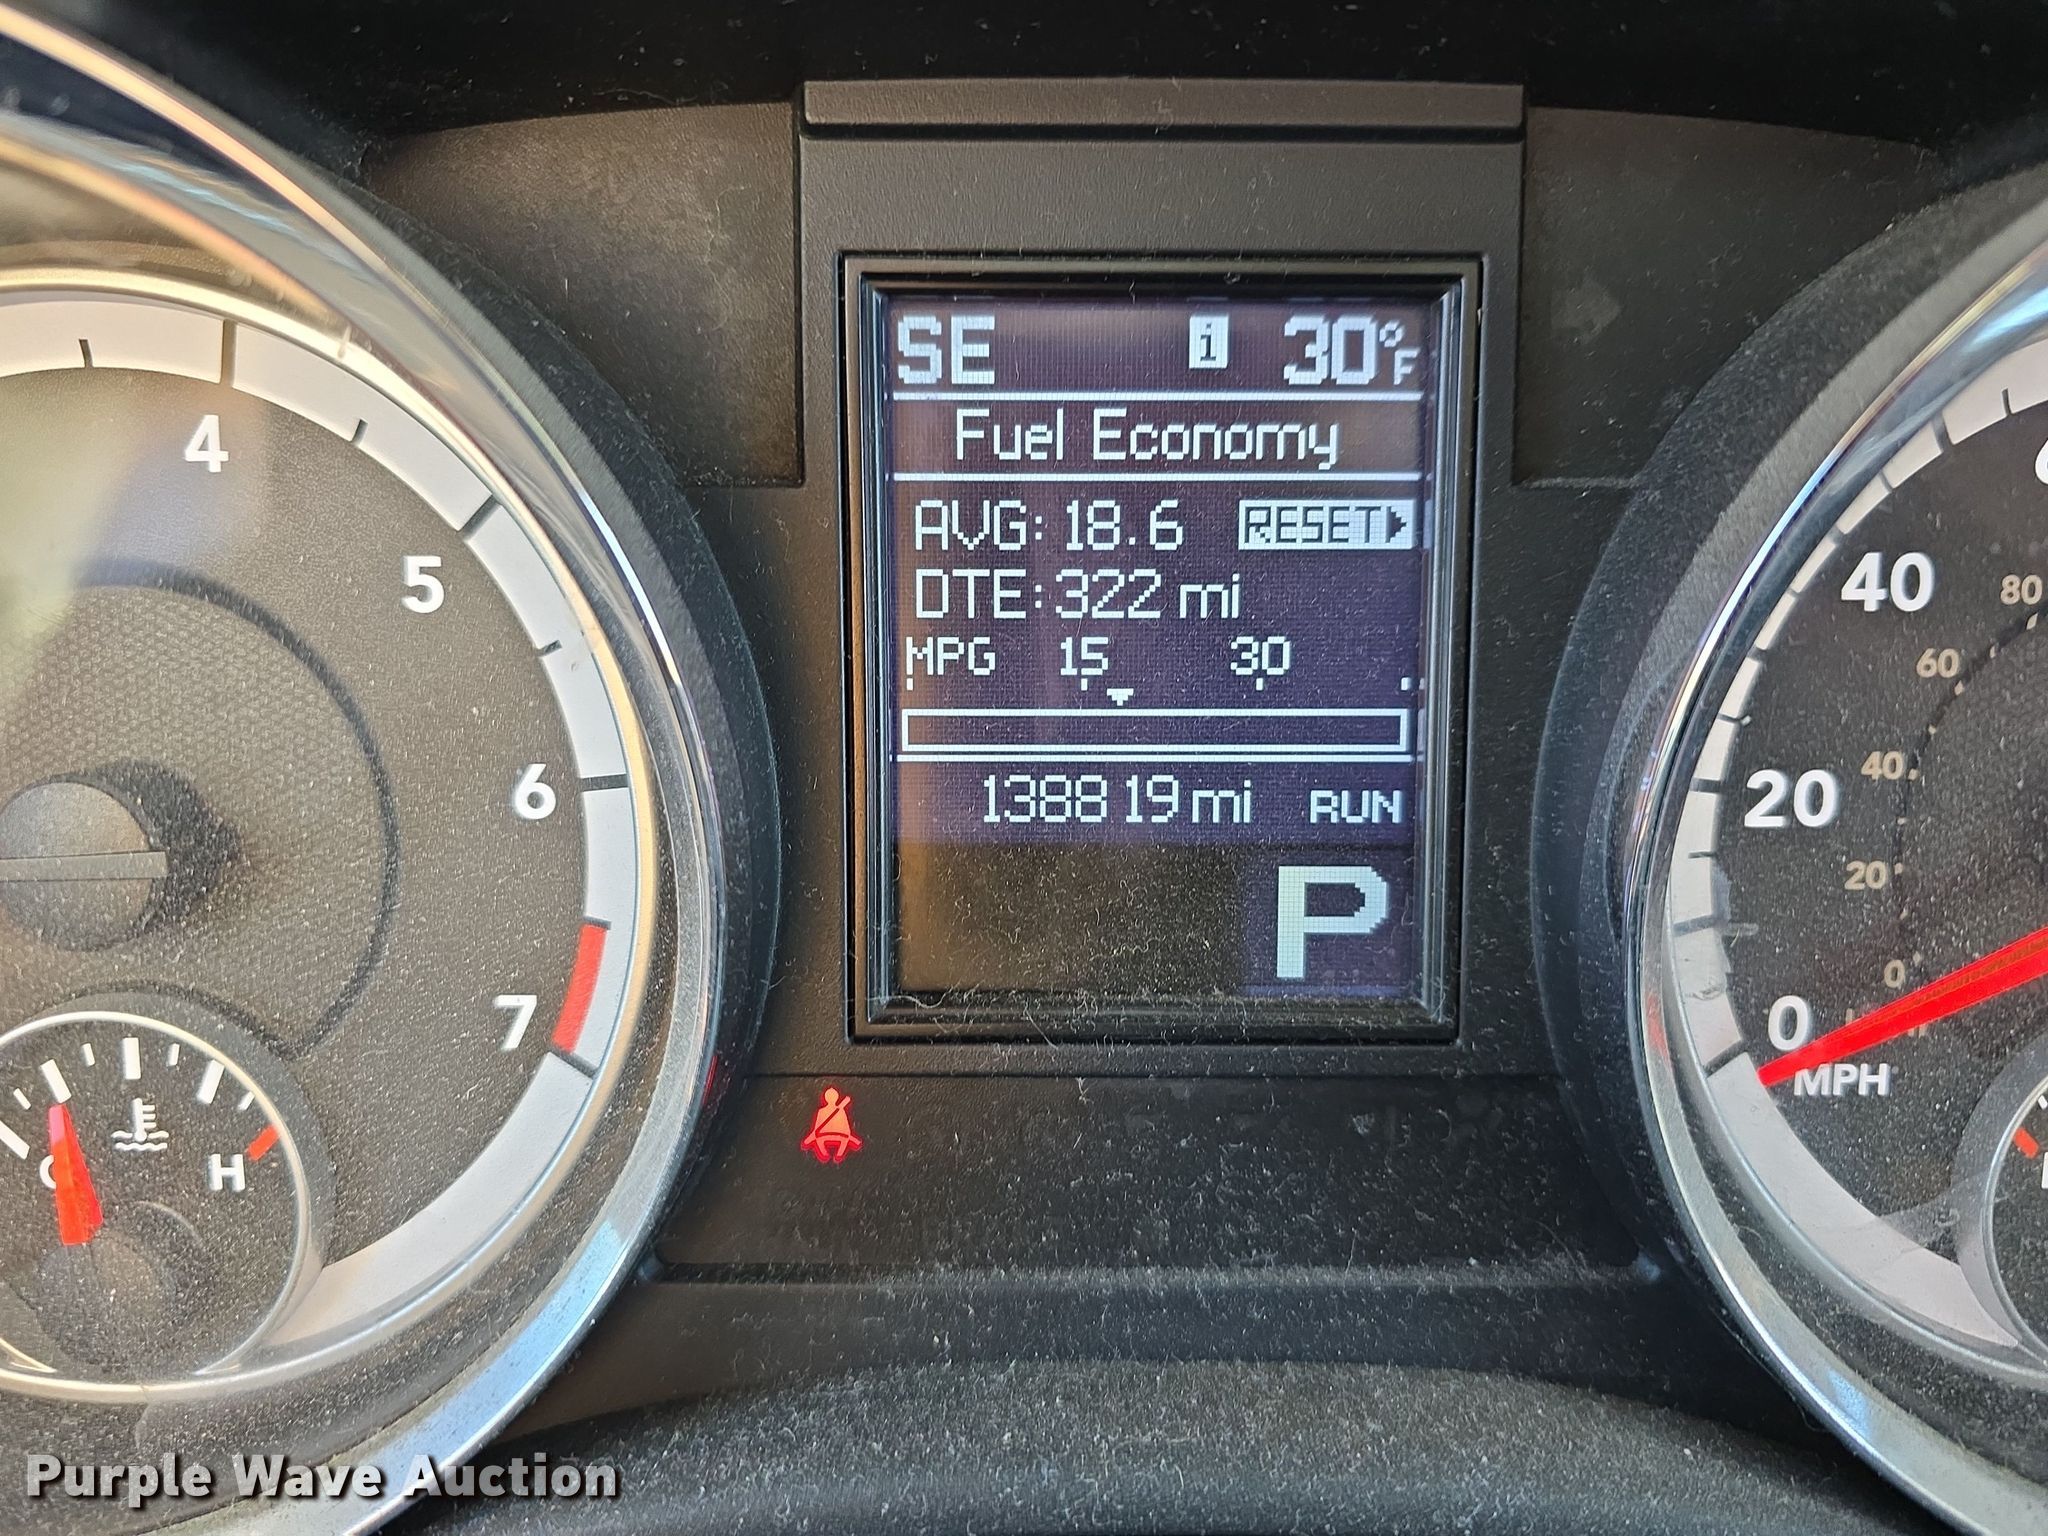 SE i 30°F
Fuel Economy
AVG: 18.6 RESET
DTE: 322 mi
MPG 15 30
138819 mi RUN
P
4
5
6
7
C H
40
20
0
MPH
80
60
40
20
0
Purple Wave Auction